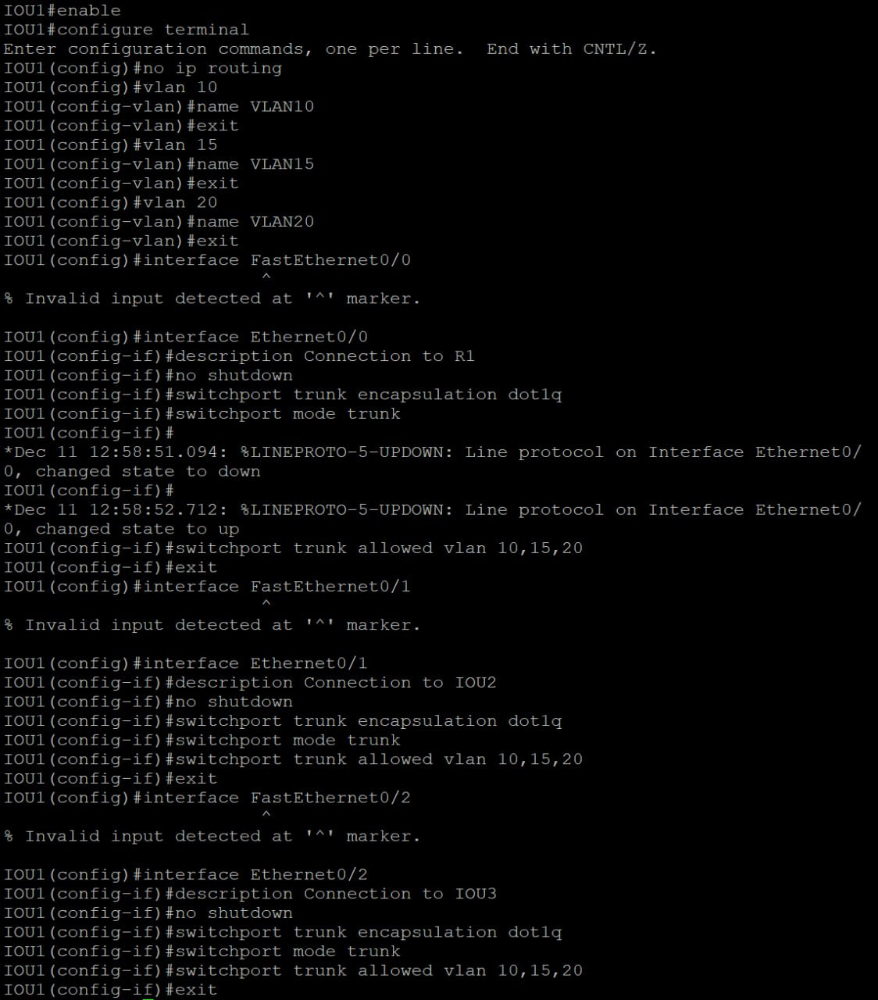 IOU1#enable
IOU1#configure terminal
Enter configuration commands, one per line.  End with CNTL/Z.
IOU1(config)#no ip routing
IOU1(config)#vlan 10
IOU1(config-vlan)#name VLAN10
IOU1(config-vlan)#exit
IOU1(config)#vlan 15
IOU1(config-vlan)#name VLAN15
IOU1(config-vlan)#exit
IOU1(config)#vlan 20
IOU1(config-vlan)#name VLAN20
IOU1(config-vlan)#exit
IOU1(config)#interface FastEthernet0/0
                        ^
% Invalid input detected at '^' marker.

IOU1(config)#interface Ethernet0/0
IOU1(config-if)#description Connection to R1
IOU1(config-if)#no shutdown
IOU1(config-if)#switchport trunk encapsulation dot1q
IOU1(config-if)#switchport mode trunk
IOU1(config-if)#
*Dec 11 12:58:51.094: %LINEPROTO-5-UPDOWN: Line protocol on Interface Ethernet0/
0, changed state to down
IOU1(config-if)#
*Dec 11 12:58:52.712: %LINEPROTO-5-UPDOWN: Line protocol on Interface Ethernet0/
0, changed state to up
IOU1(config-if)#switchport trunk allowed vlan 10,15,20
IOU1(config-if)#exit
IOU1(config)#interface FastEthernet0/1
                        ^
% Invalid input detected at '^' marker.

IOU1(config)#interface Ethernet0/1
IOU1(config-if)#description Connection to IOU2
IOU1(config-if)#no shutdown
IOU1(config-if)#switchport trunk encapsulation dot1q
IOU1(config-if)#switchport mode trunk
IOU1(config-if)#switchport trunk allowed vlan 10,15,20
IOU1(config-if)#exit
IOU1(config)#interface FastEthernet0/2
                        ^
% Invalid input detected at '^' marker.

IOU1(config)#interface Ethernet0/2
IOU1(config-if)#description Connection to IOU3
IOU1(config-if)#no shutdown
IOU1(config-if)#switchport trunk encapsulation dot1q
IOU1(config-if)#switchport mode trunk
IOU1(config-if)#switchport trunk allowed vlan 10,15,20
IOU1(config-if)#exit